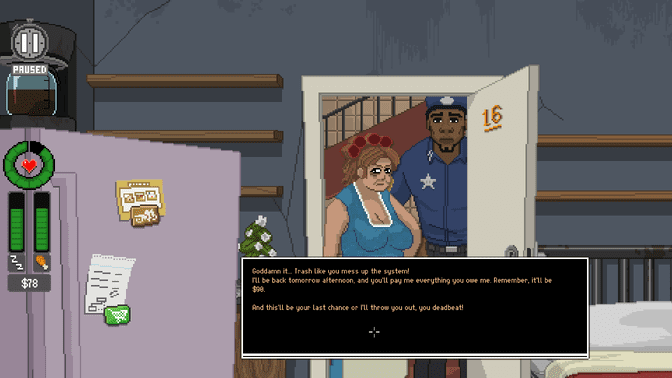 PAUSED
16
$78
Goddamn it... Trash like you mess up the system!
I'll be back tomorrow afternoon, and you'll pay me everything you owe me. Remember, it'll be
$90.
And this'll be your last chance or I'll throw you out, you deadbeat!